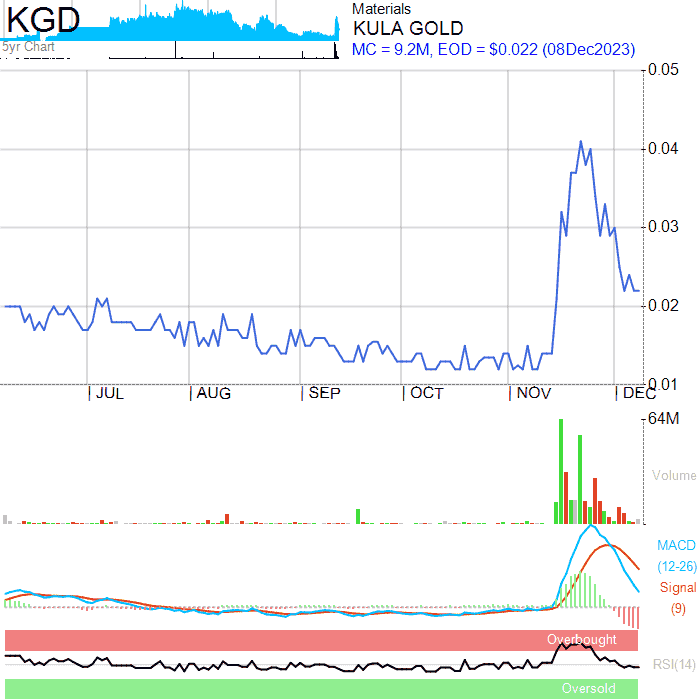 KGD
5yr Chart
Materials
KULA GOLD
MC = 9.2M, EOD = $0.022 (08Dec2023)
0.05
0.04
0.03
0.02
0.01
JUL AUG SEP OCT NOV DEC
64M
Volume
MACD
(12-26)
Signal
(9)
Overbought
RSI(14)
Oversold